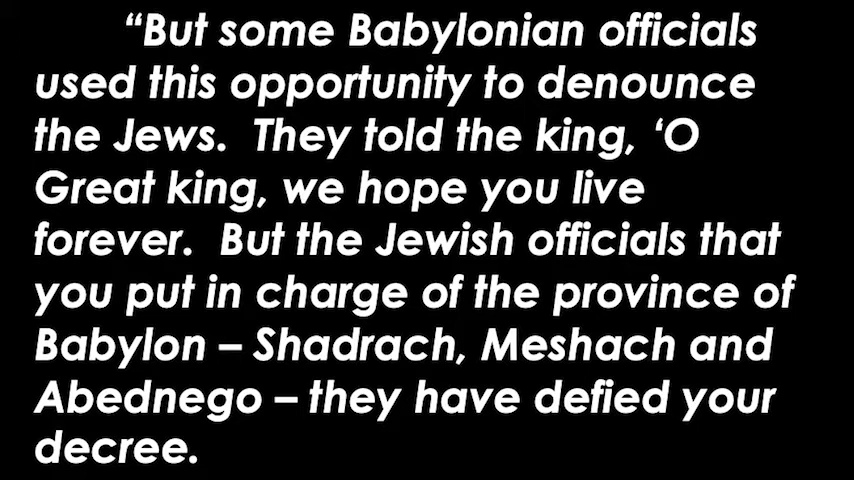 “But some Babylonian officials
used this opportunity to denounce
the Jews.  They told the king, ‘O
Great king, we hope you live
forever.  But the Jewish officials that
you put in charge of the province of
Babylon – Shadrach, Meshach and
Abednego – they have defied your
decree.